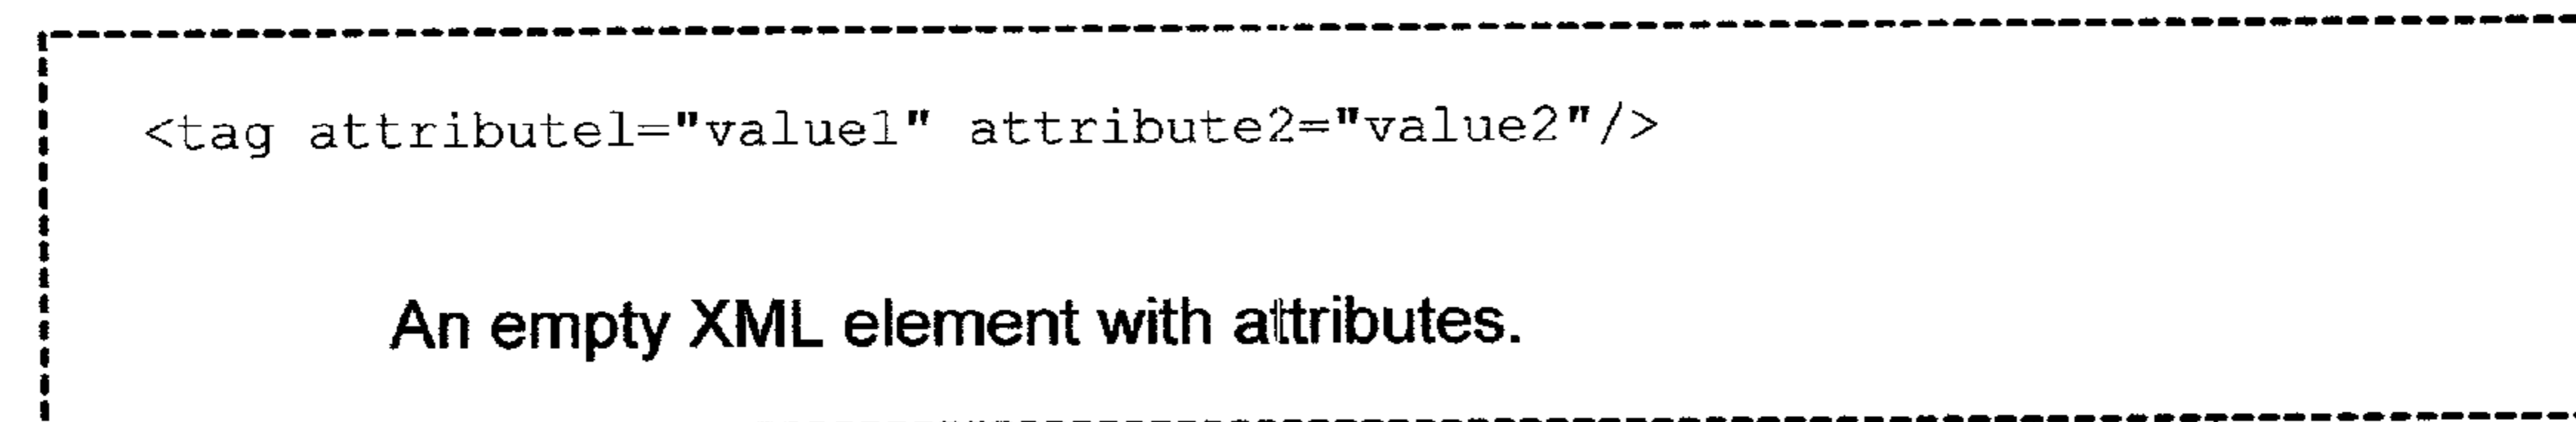 <tag attribute1="value1" attribute2="value2"/>
An empty XML element with attributes.